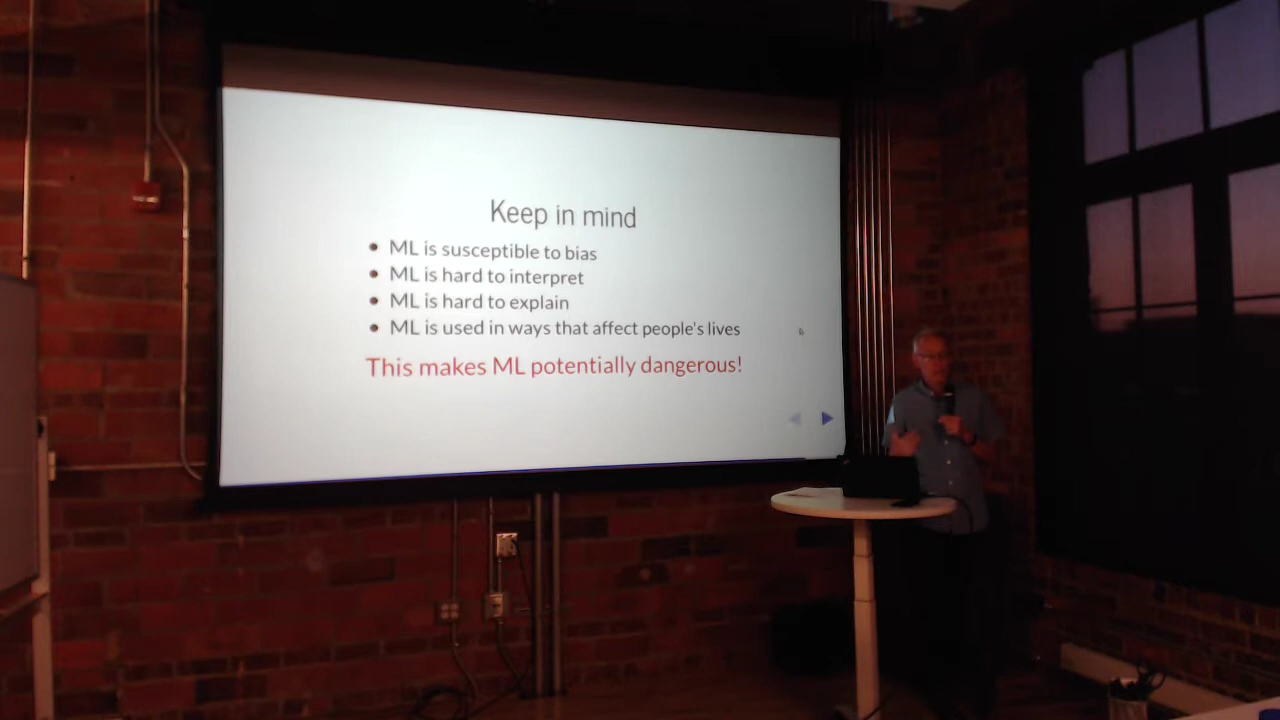 Keep in mind
• ML is susceptible to bias
• ML is hard to interpret
• ML is hard to explain
• ML is used in ways that affect people's lives
This makes ML potentially dangerous!